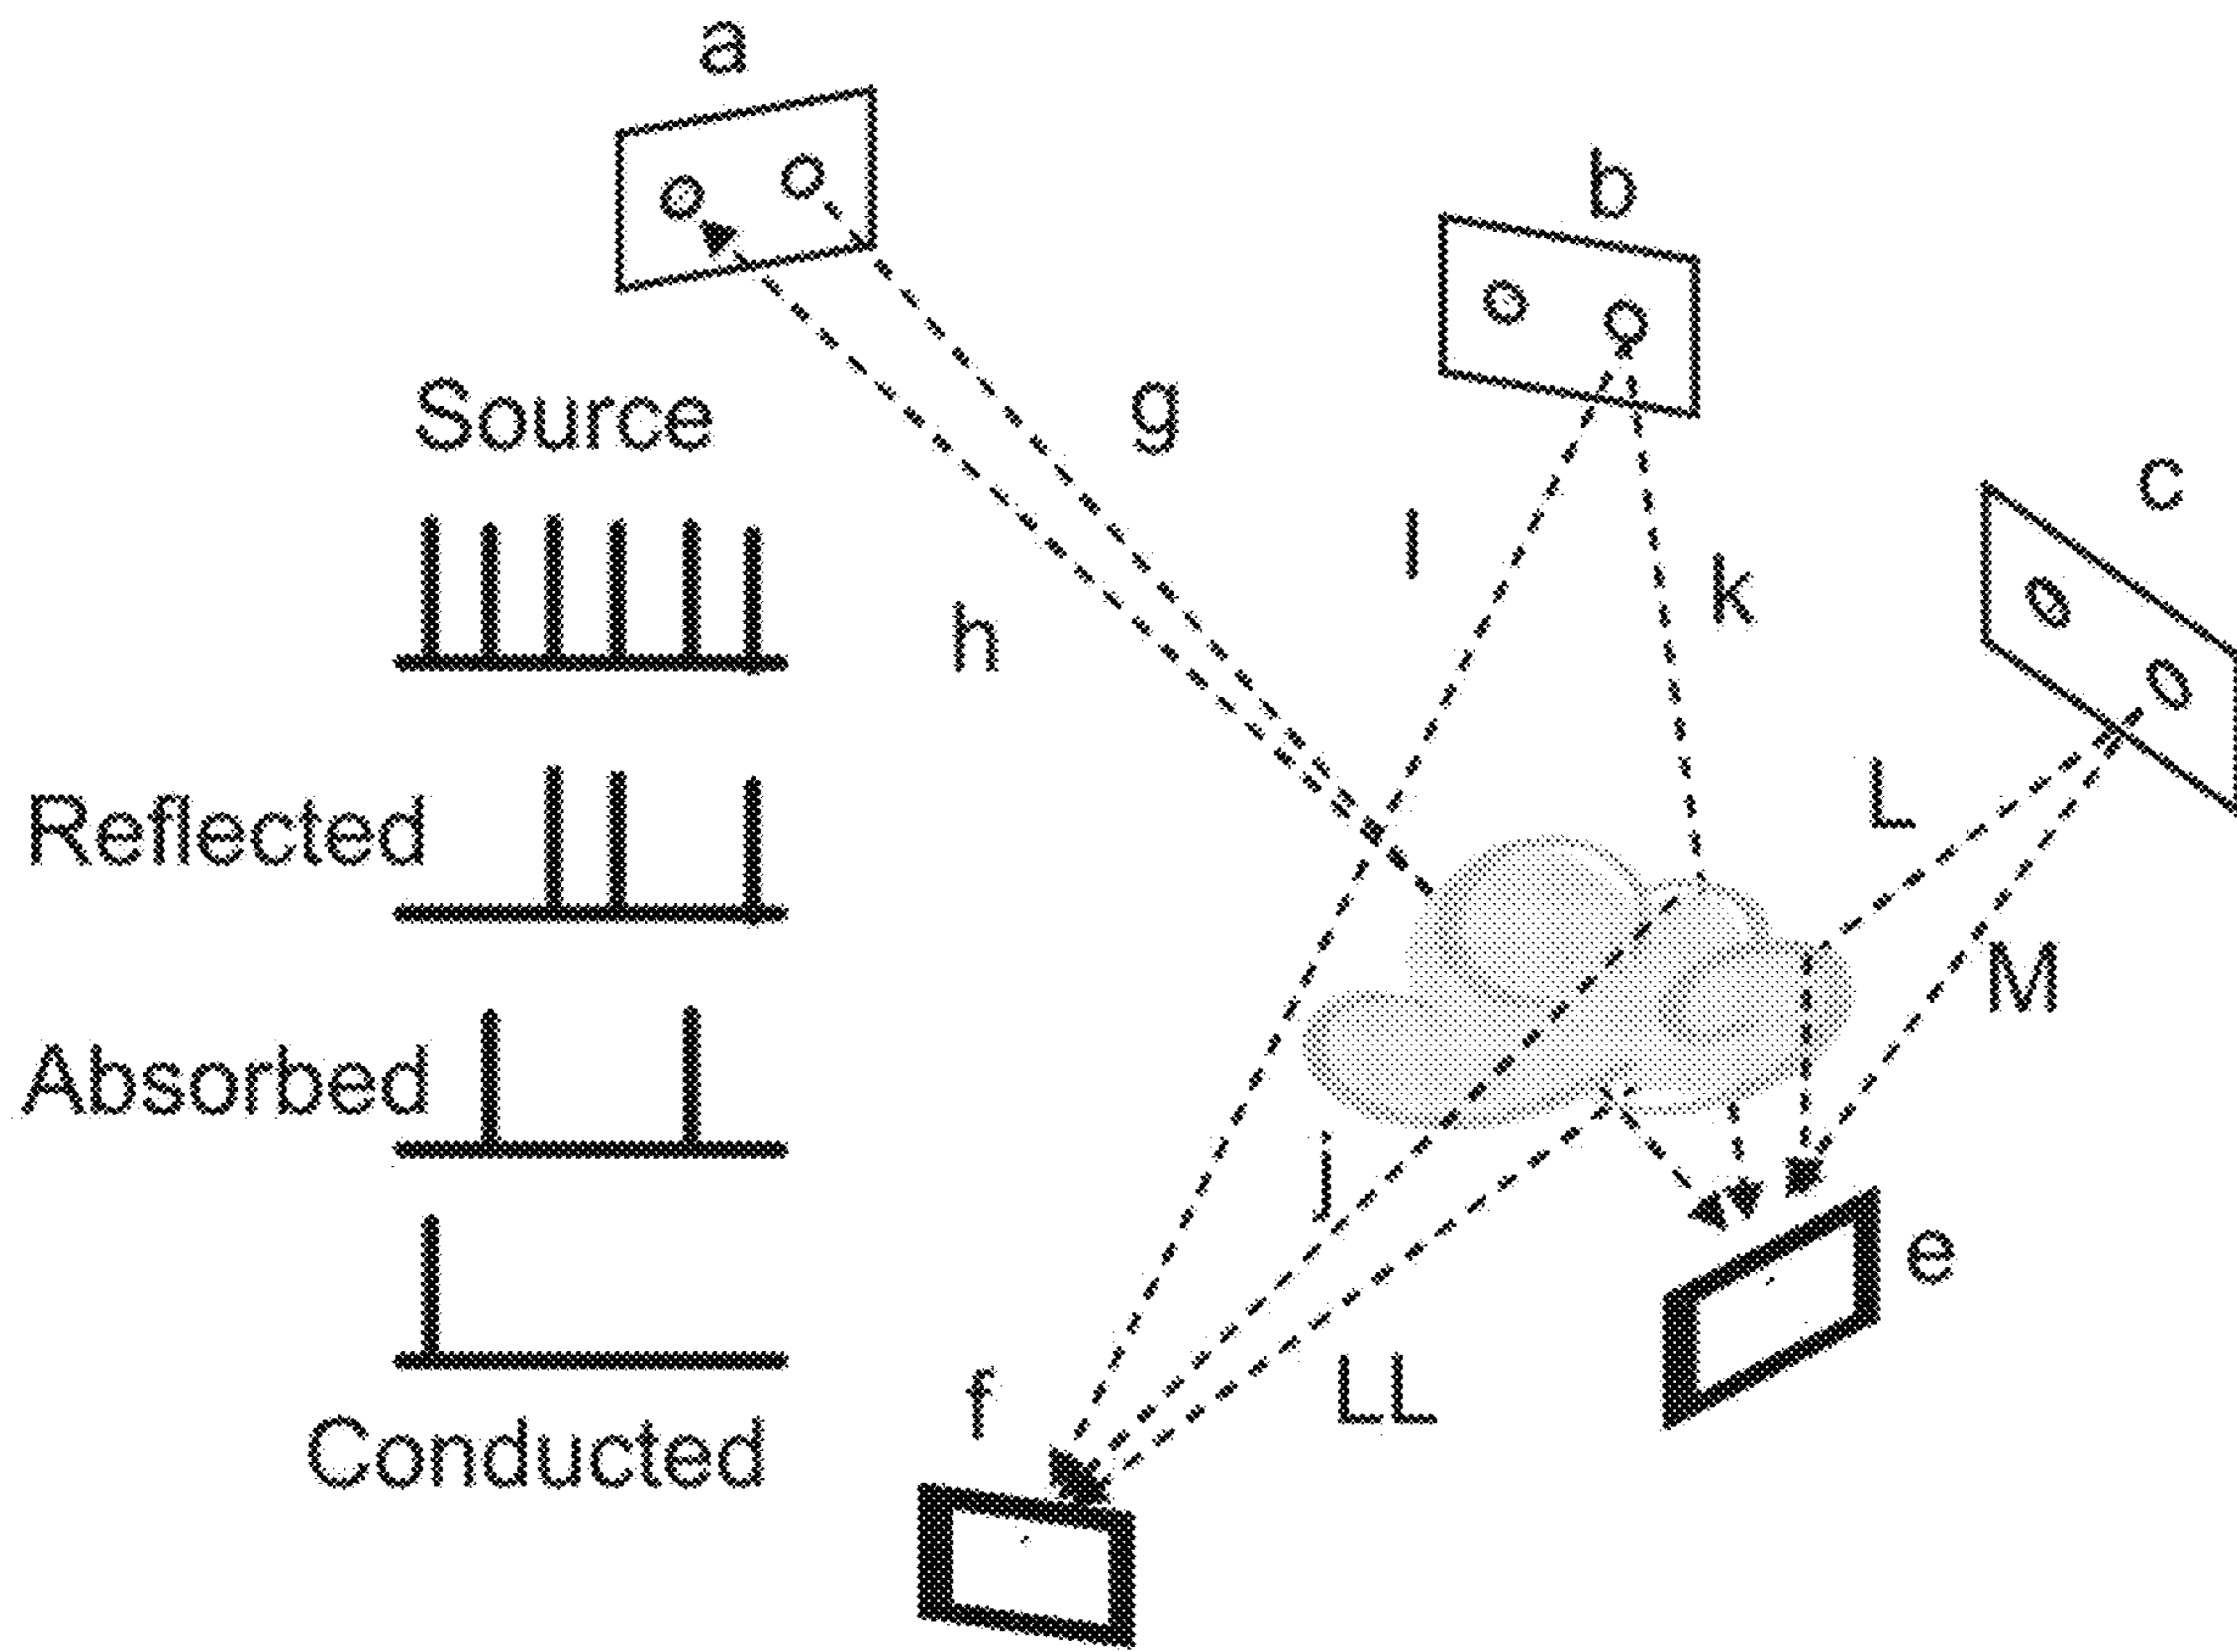 a
b
Source
g
c
l
k
h
Reflected
L
M
Absorbed
j
e
f
LL
Conducted